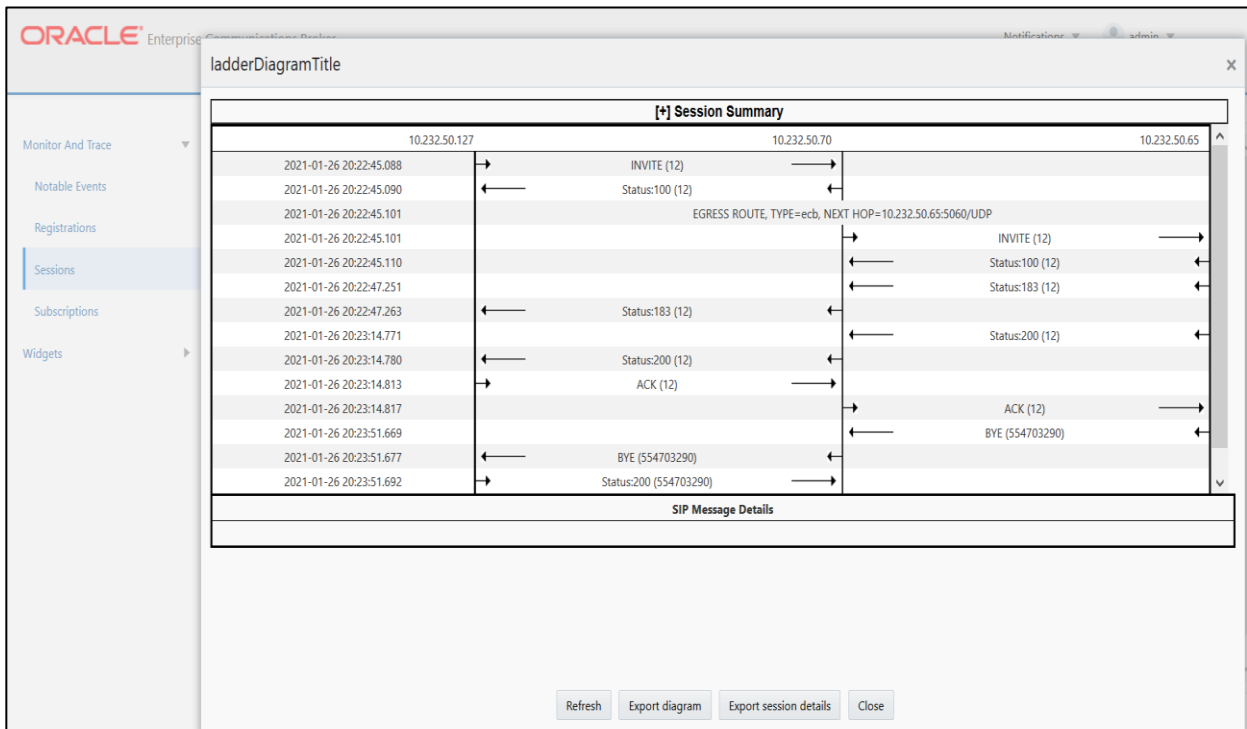 ORACLE Enterprise Communications Broker
Notifications admin
ladderDiagramTitle
[+] Session Summary
10.232.50.127 10.232.50.70 10.232.50.65
Monitor And Trace
Notable Events
Registrations
Sessions
Subscriptions
Widgets
2021-01-26 20:22:45.088 INVITE (12)
2021-01-26 20:22:45.090 Status:100 (12)
2021-01-26 20:22:45.101 EGRESS ROUTE, TYPE=ecb, NEXT HOP=10.232.50.65:5060/UDP
2021-01-26 20:22:45.101 INVITE (12)
2021-01-26 20:22:45.110 Status:100 (12)
2021-01-26 20:22:47.251 Status:183 (12)
2021-01-26 20:22:47.263 Status:183 (12)
2021-01-26 20:23:14.771 Status:200 (12)
2021-01-26 20:23:14.780 Status:200 (12)
2021-01-26 20:23:14.813 ACK (12)
2021-01-26 20:23:14.817 ACK (12)
2021-01-26 20:23:51.669 BYE (554703290)
2021-01-26 20:23:51.677 BYE (554703290)
2021-01-26 20:23:51.692 Status:200 (554703290)
SIP Message Details
Refresh Export diagram Export session details Close